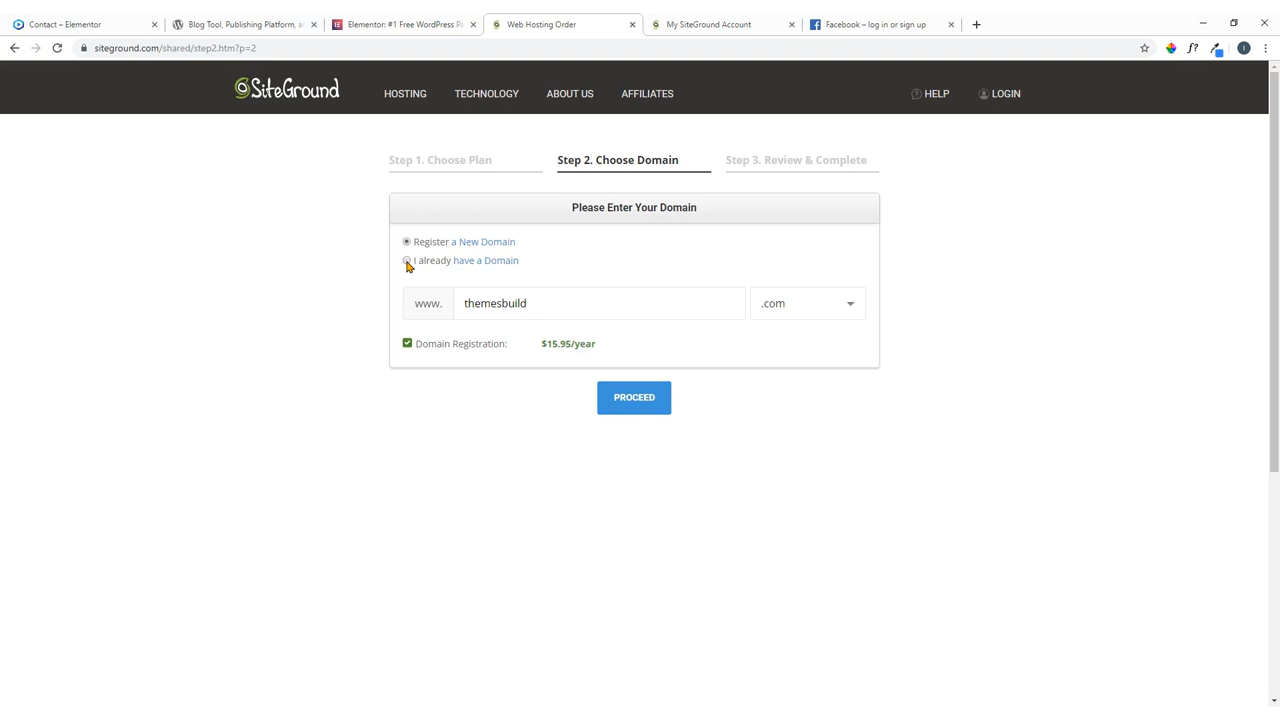 Contact – Elementor
Blog Tool, Publishing Platform, a
Elementor: #1 Free WordPress Pa
Web Hosting Order
My SiteGround Account
Facebook – log in or sign up
siteground.com/shared/step2.htm?p=2
f?
I
SiteGround
HOSTING
TECHNOLOGY
ABOUT US
AFFILIATES
HELP
LOGIN
Step 1. Choose Plan
Step 2. Choose Domain
Step 3. Review & Complete
Please Enter Your Domain
Register a New Domain
I already have a Domain
www. themesbuild .com
Domain Registration: $15.95/year
PROCEED